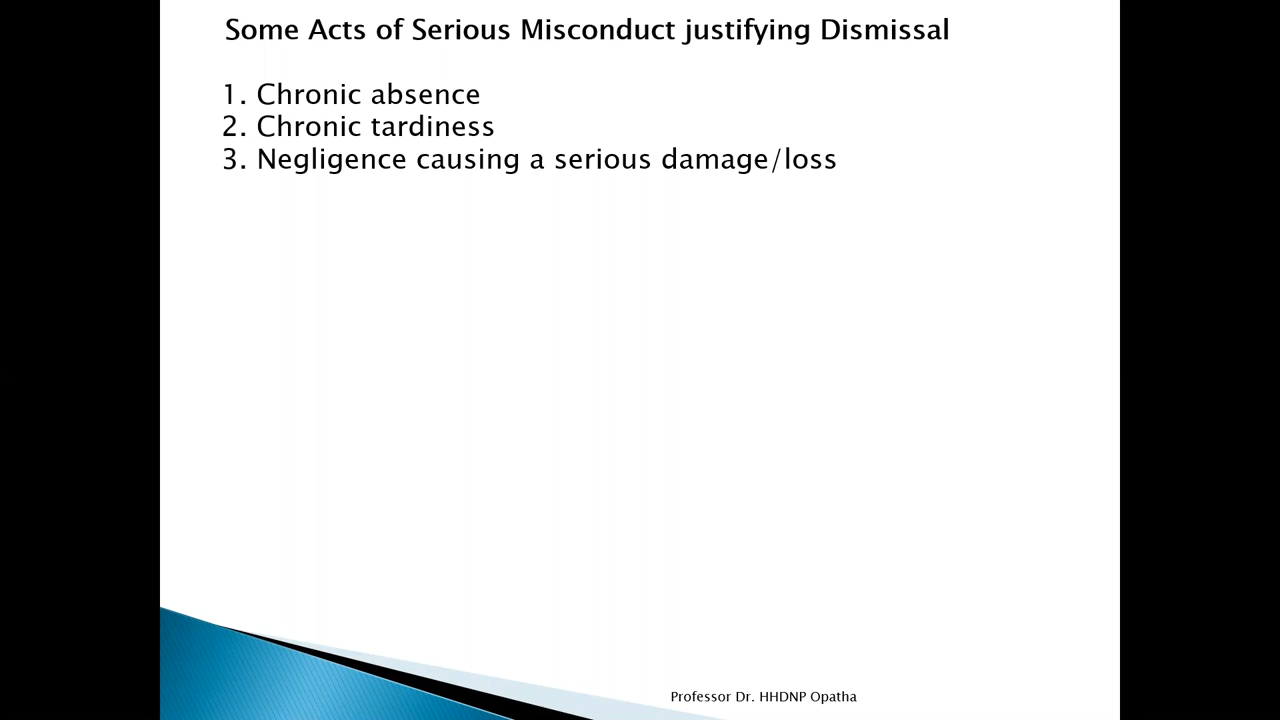 Some Acts of Serious Misconduct justifying Dismissal
1. Chronic absence
2. Chronic tardiness
3. Negligence causing a serious damage/loss
Professor Dr. HHDNP Opatha